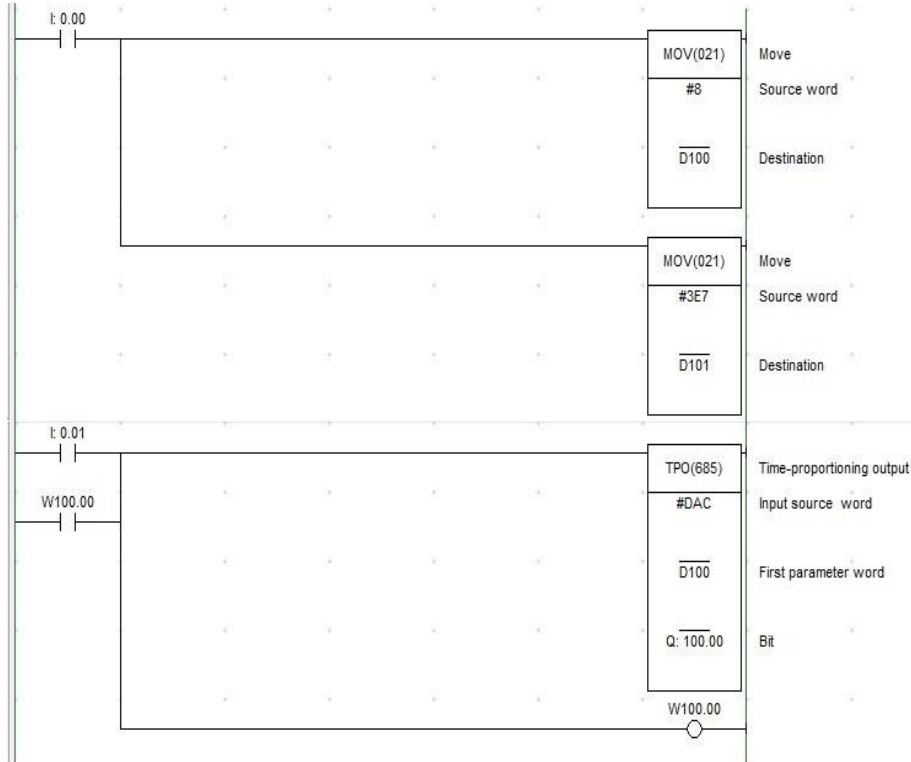 I: 0.00
MOV(021) Move
#8 Source word
D100 Destination
MOV(021) Move
#3E7 Source word
D101 Destination
I: 0.01
TPO(685) Time-proportioning output
W100.00 #DAC Input source word
D100 First parameter word
Q: 100.00 Bit
W100.00